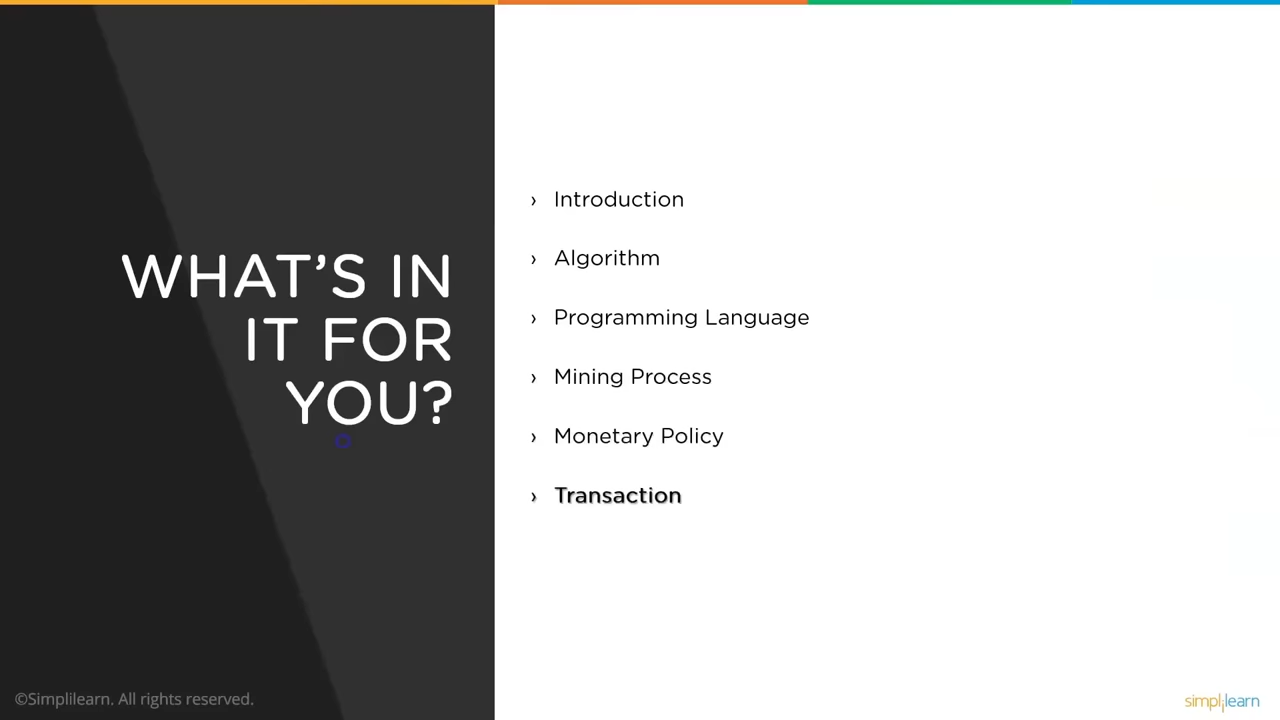 WHAT'S IN
IT FOR
YOU?
› Introduction
› Algorithm
› Programming Language
› Mining Process
› Monetary Policy
› Transaction
©Simplilearn. All rights reserved.
simplilearn